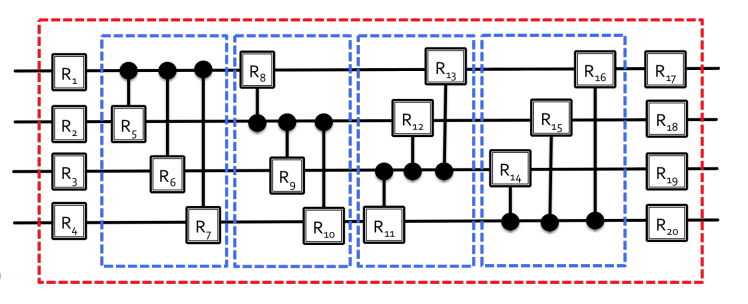 R₁ R₈ R₁₃ R₁₆ R₁₇
R₂ R₅ R₁₂ R₁₅ R₁₈
R₃ R₆ R₉ R₁₄ R₁₉
R₄ R₇ R₁₀ R₁₁ R₂₀